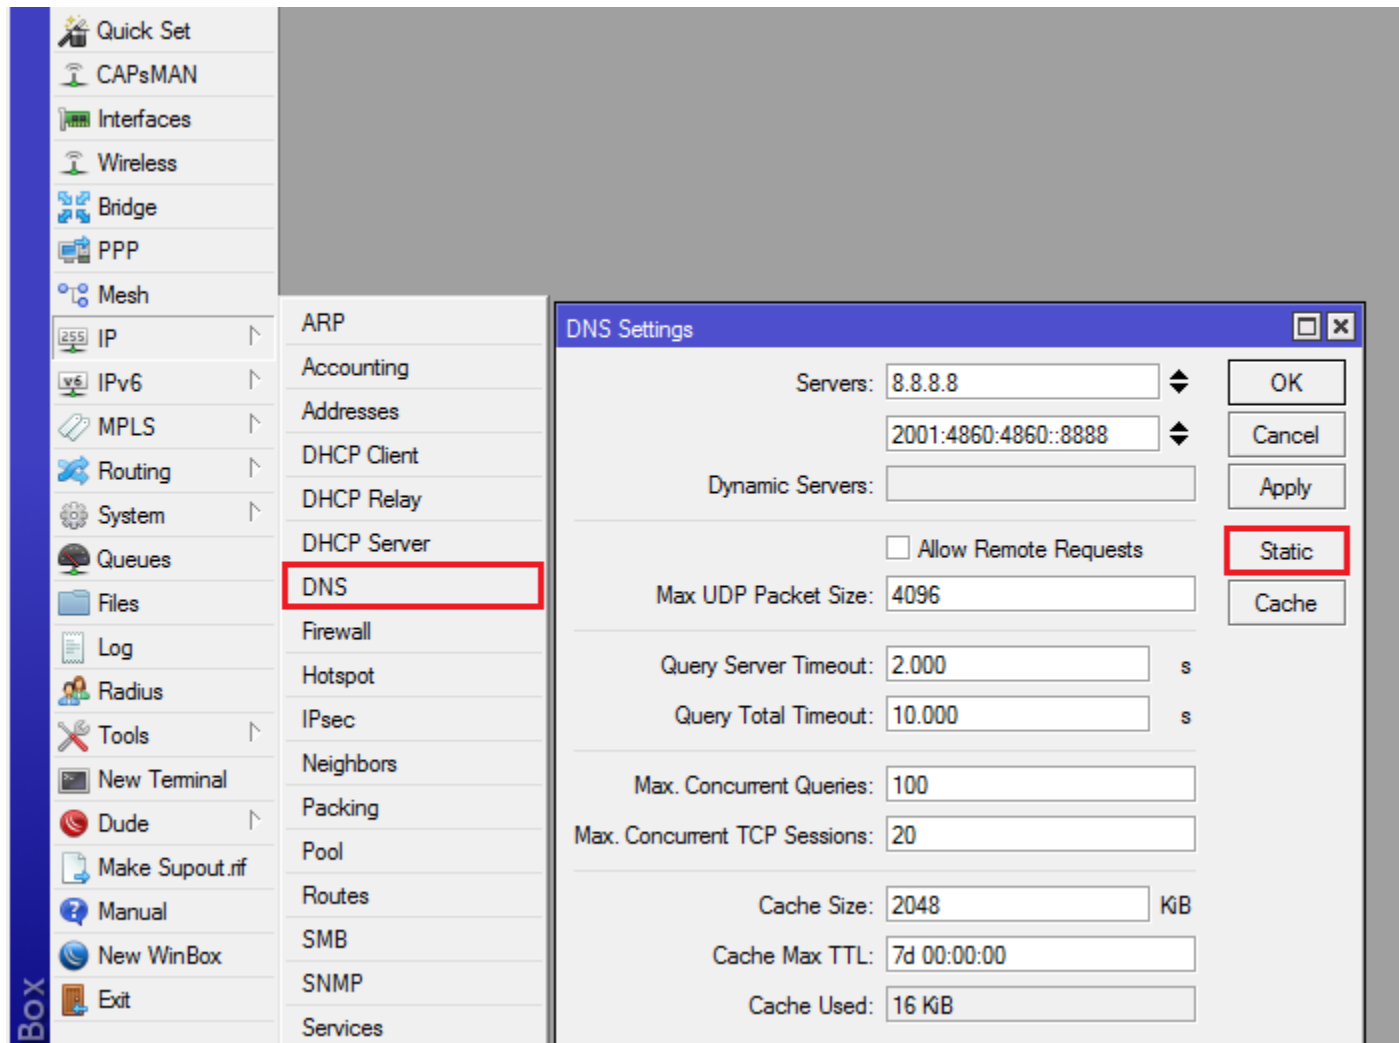 Quick Set
CAPsMAN
Interfaces
Wireless
Bridge
PPP
Mesh
255 IP
v6 IPv6
MPLS
Routing
System
Queues
Files
Log
Radius
Tools
New Terminal
Dude
Make Supout.rif
Manual
New WinBox
Exit
Box
ARP
Accounting
Addresses
DHCP Client
DHCP Relay
DHCP Server
DNS
Firewall
Hotspot
IPsec
Neighbors
Packing
Pool
Routes
SMB
SNMP
Services
DNS Settings
Servers: 8.8.8.8
2001:4860:4860::8888
Dynamic Servers:
Allow Remote Requests
Max UDP Packet Size: 4096
Query Server Timeout: 2.000 s
Query Total Timeout: 10.000 s
Max. Concurrent Queries: 100
Max. Concurrent TCP Sessions: 20
Cache Size: 2048 KiB
Cache Max TTL: 7d 00:00:00
Cache Used: 16 KiB
OK
Cancel
Apply
Static
Cache